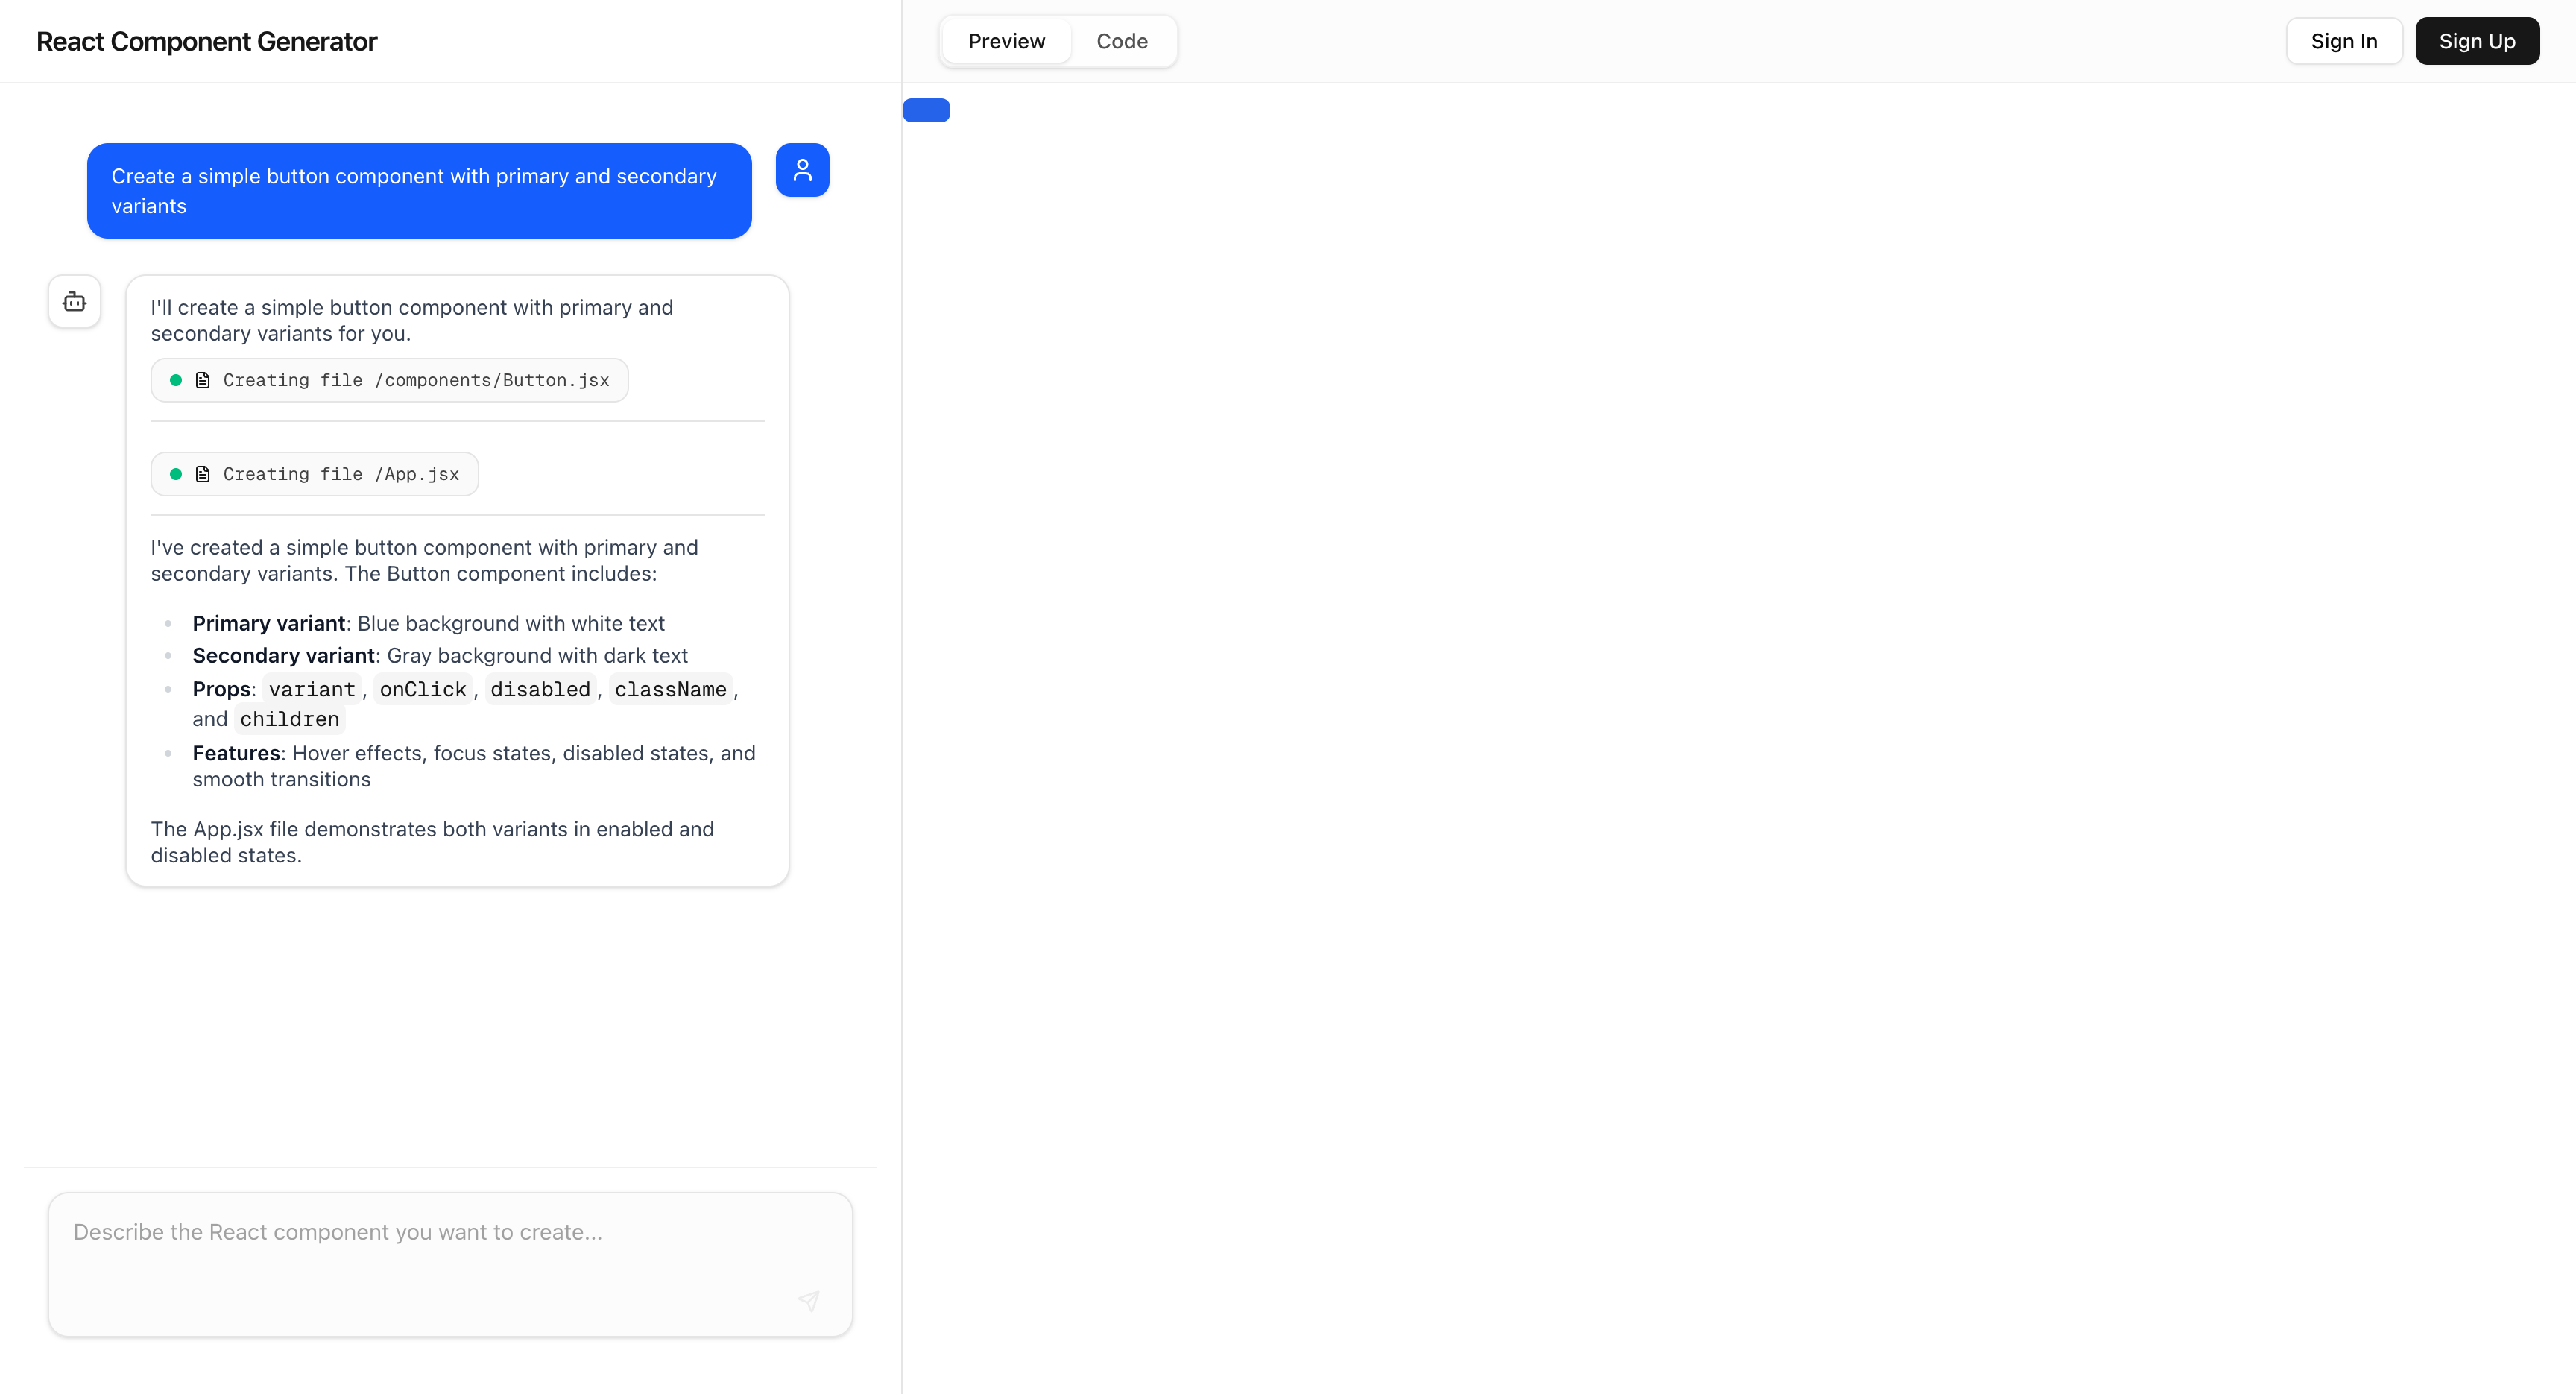 React Component Generator
Preview
Code
Sign In
Sign Up
Create a simple button component with primary and secondary
variants
I'll create a simple button component with primary and
secondary variants for you.
Creating file /components/Button.jsx
Creating file /App.jsx
I've created a simple button component with primary and
secondary variants. The Button component includes:
Primary variant: Blue background with white text
Secondary variant: Gray background with dark text
Props: variant, onClick, disabled, className,
and children
Features: Hover effects, focus states, disabled states, and
smooth transitions
The App.jsx file demonstrates both variants in enabled and
disabled states.
Describe the React component you want to create...